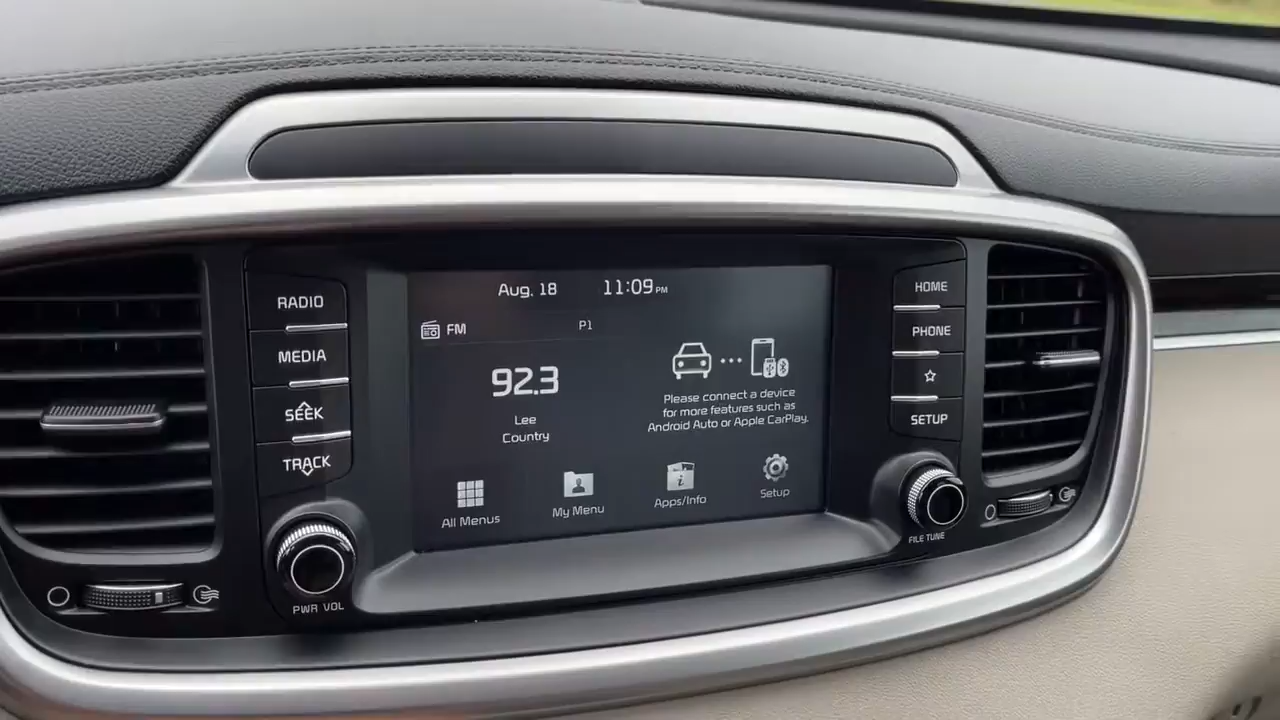 RADIO
MEDIA
SEEK
TRACK
PWR VOL
Aug. 18 11:09 PM
FM P1
92.3
Lee
Country
Please connect a device
for more features such as
Android Auto or Apple CarPlay.
All Menus
My Menu
Apps/Info
Setup
HOME
PHONE
SETUP
FILE TUNE